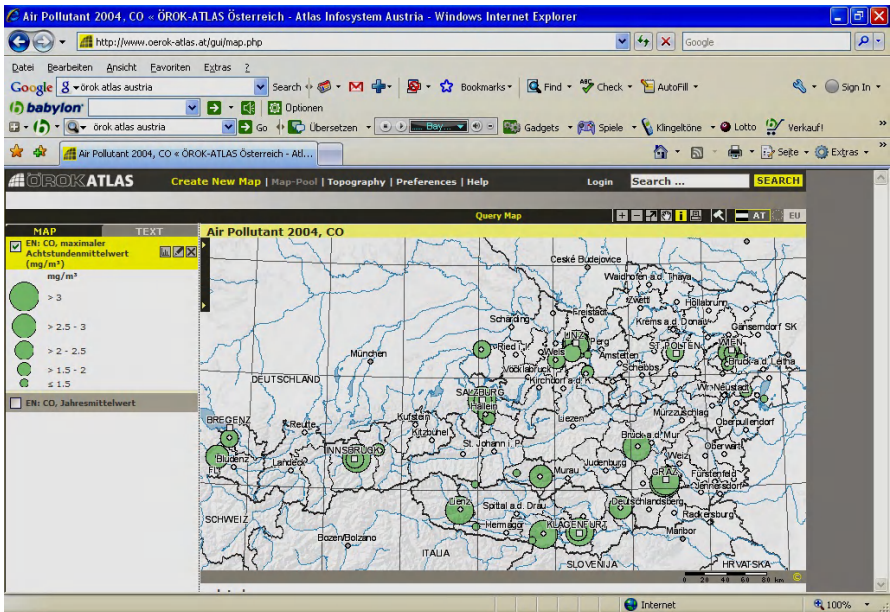 Air Pollutant 2004, CO « ÖROK-ATLAS Österreich - Atlas Infosystem Austria - Windows Internet Explorer
http://www.oerok-atlas.at/gui/map.php
Google
Datei Bearbeiten Ansicht Favoriten Extras ?
Google örok atlas austria Search Bookmarks Find Check AutoFill Sign In
babylon Optionen
örok atlas austria Go Übersetzen Bay... Gadgets Spiele Klingeltöne Lotto Verkauf!
Air Pollutant 2004, CO « ÖROK-ATLAS Österreich - Atl... Seite Extras
ÖROKATLAS Create New Map | Map-Pool | Topography | Preferences | Help Login Search ... SEARCH
Query Map AT EU
MAP TEXT
Air Pollutant 2004, CO
EN: CO, maximaler
Achtstundenmittelwert
(mg/m³)
mg/m³
> 3
> 2.5 - 3
> 2 - 2.5
> 1.5 - 2
≤ 1.5
EN: CO, Jahresmittelwert
České Budejovice
Waidhofen a.d. Thaya
Zwettl Hollabrunn
Freistadt Krems a.d. Donau
Schärding Gänserndorf SK
LINZ Perg
Ried i.I. Wels Amstetten ST.PÖLTEN WIEN
München Vöcklabruck Scheibbs Bruck a.d. Leitha
Kirchdorf a.d. K.
DEUTSCHLAND Wr. Neustadt
SALZBURG
Hallein
BREGENZ Reutte Kufstein Liezen Mürzzuschlag Oberpullendorf
Kitzbühel St. Johann i. P. Bruck a.d. Mur Oberwart
Bludenz Landeck INNSBRUCK Judenburg Weiz
FL Murau GRAZ Fürstenfeld
Jennersdorf
Lienz Spittal a.d. Drau Deutschlandsberg
Radkersburg
SCHWEIZ Hermagor KLAGENFURT Maribor
Bozen/Bolzano
ITALIA
SLOVENIJA HRVATSKA
0 20 40 60 80 km ©
Internet 100%